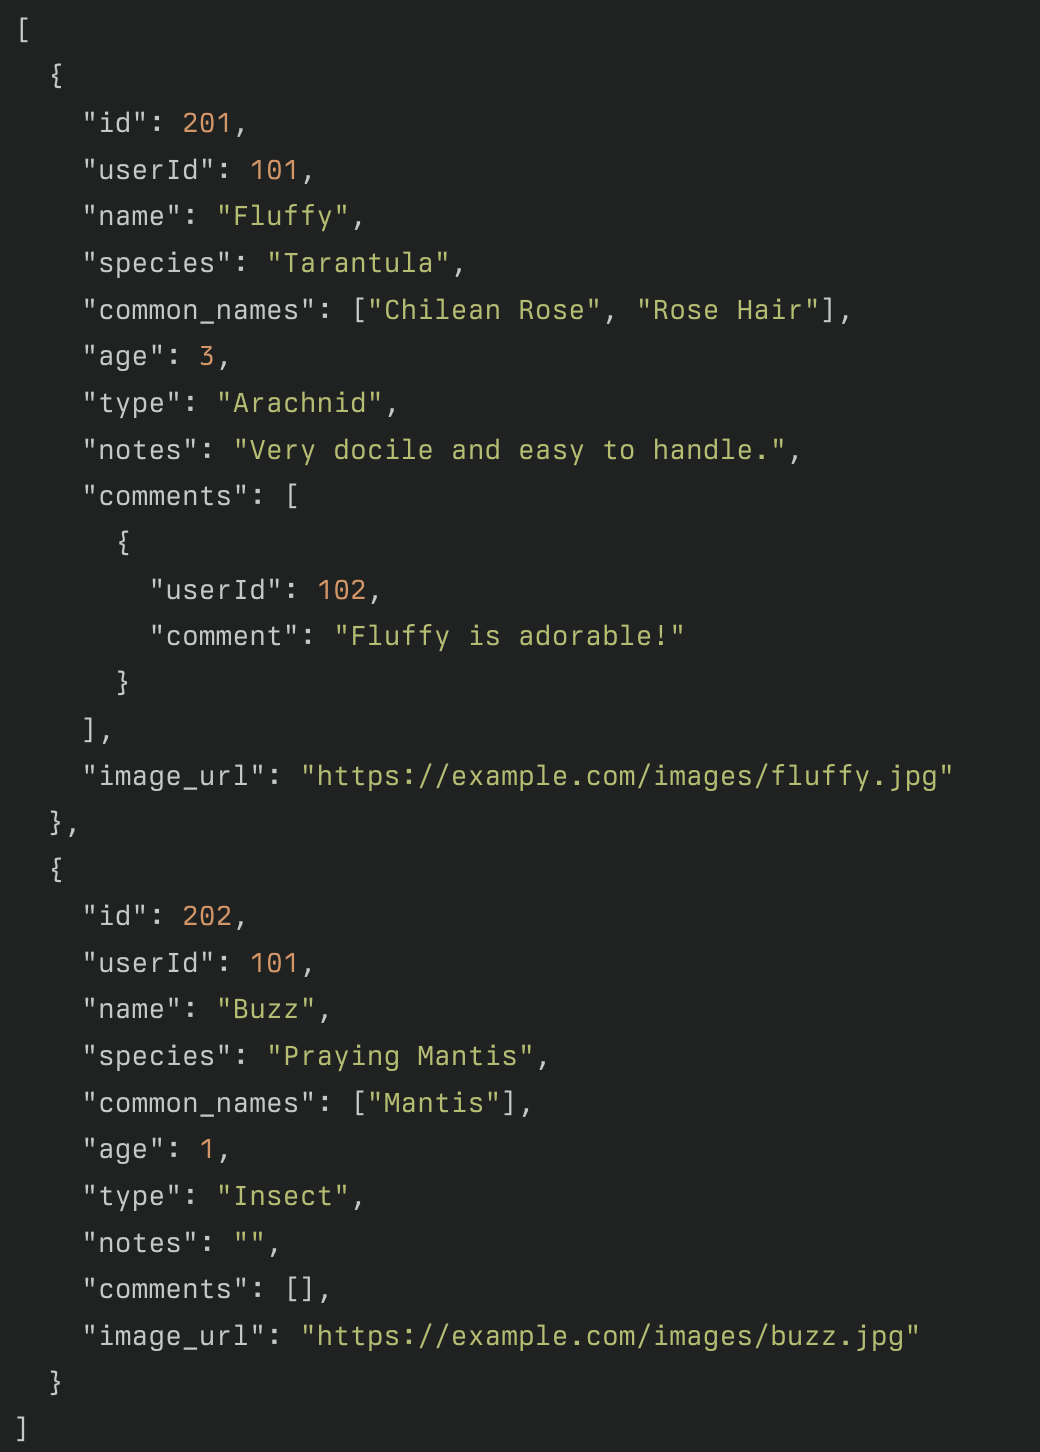 [
  {
    "id": 201,
    "userId": 101,
    "name": "Fluffy",
    "species": "Tarantula",
    "common_names": ["Chilean Rose", "Rose Hair"],
    "age": 3,
    "type": "Arachnid",
    "notes": "Very docile and easy to handle.",
    "comments": [
      {
        "userId": 102,
        "comment": "Fluffy is adorable!"
      }
    ],
    "image_url": "https://example.com/images/fluffy.jpg"
  },
  {
    "id": 202,
    "userId": 101,
    "name": "Buzz",
    "species": "Praying Mantis",
    "common_names": ["Mantis"],
    "age": 1,
    "type": "Insect",
    "notes": "",
    "comments": [],
    "image_url": "https://example.com/images/buzz.jpg"
  }
]